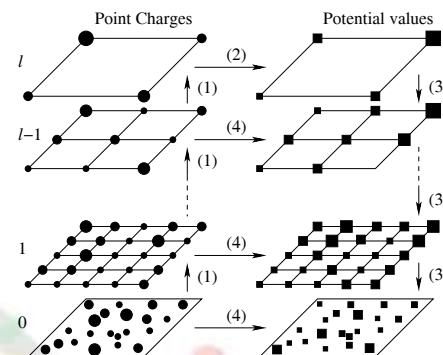 Point Charges Potential values
l (2)
(1) (3
l−1 (4)
(1) (3
1 (4)
(1) (3
0 (4)